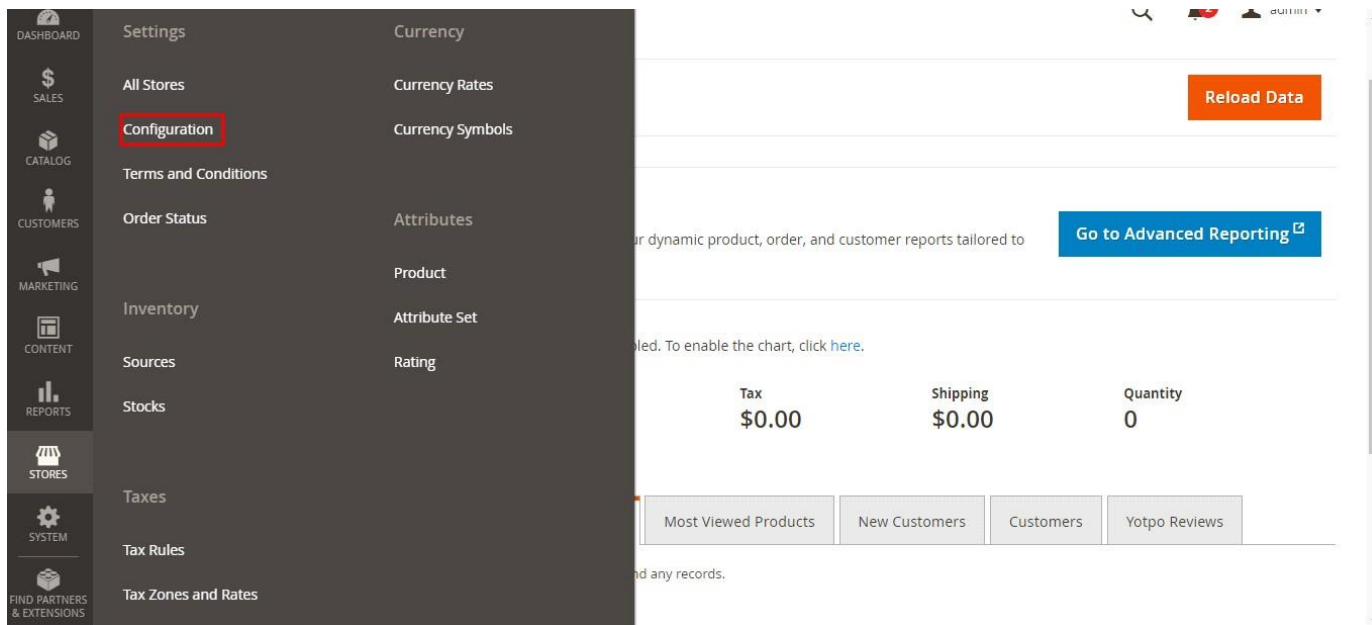 DASHBOARD
SALES
CATALOG
CUSTOMERS
MARKETING
CONTENT
REPORTS
STORES
SYSTEM
FIND PARTNERS
& EXTENSIONS
Settings
All Stores
Configuration
Terms and Conditions
Order Status
Inventory
Sources
Stocks
Taxes
Tax Rules
Tax Zones and Rates
Currency
Currency Rates
Currency Symbols
Attributes
Product
Attribute Set
Rating
2
admin
Reload Data
dynamic product, order, and customer reports tailored to
Go to Advanced Reporting
To enable the chart, click here.
Tax
$0.00
Shipping
$0.00
Quantity
0
Most Viewed Products
New Customers
Customers
Yotpo Reviews
any records.